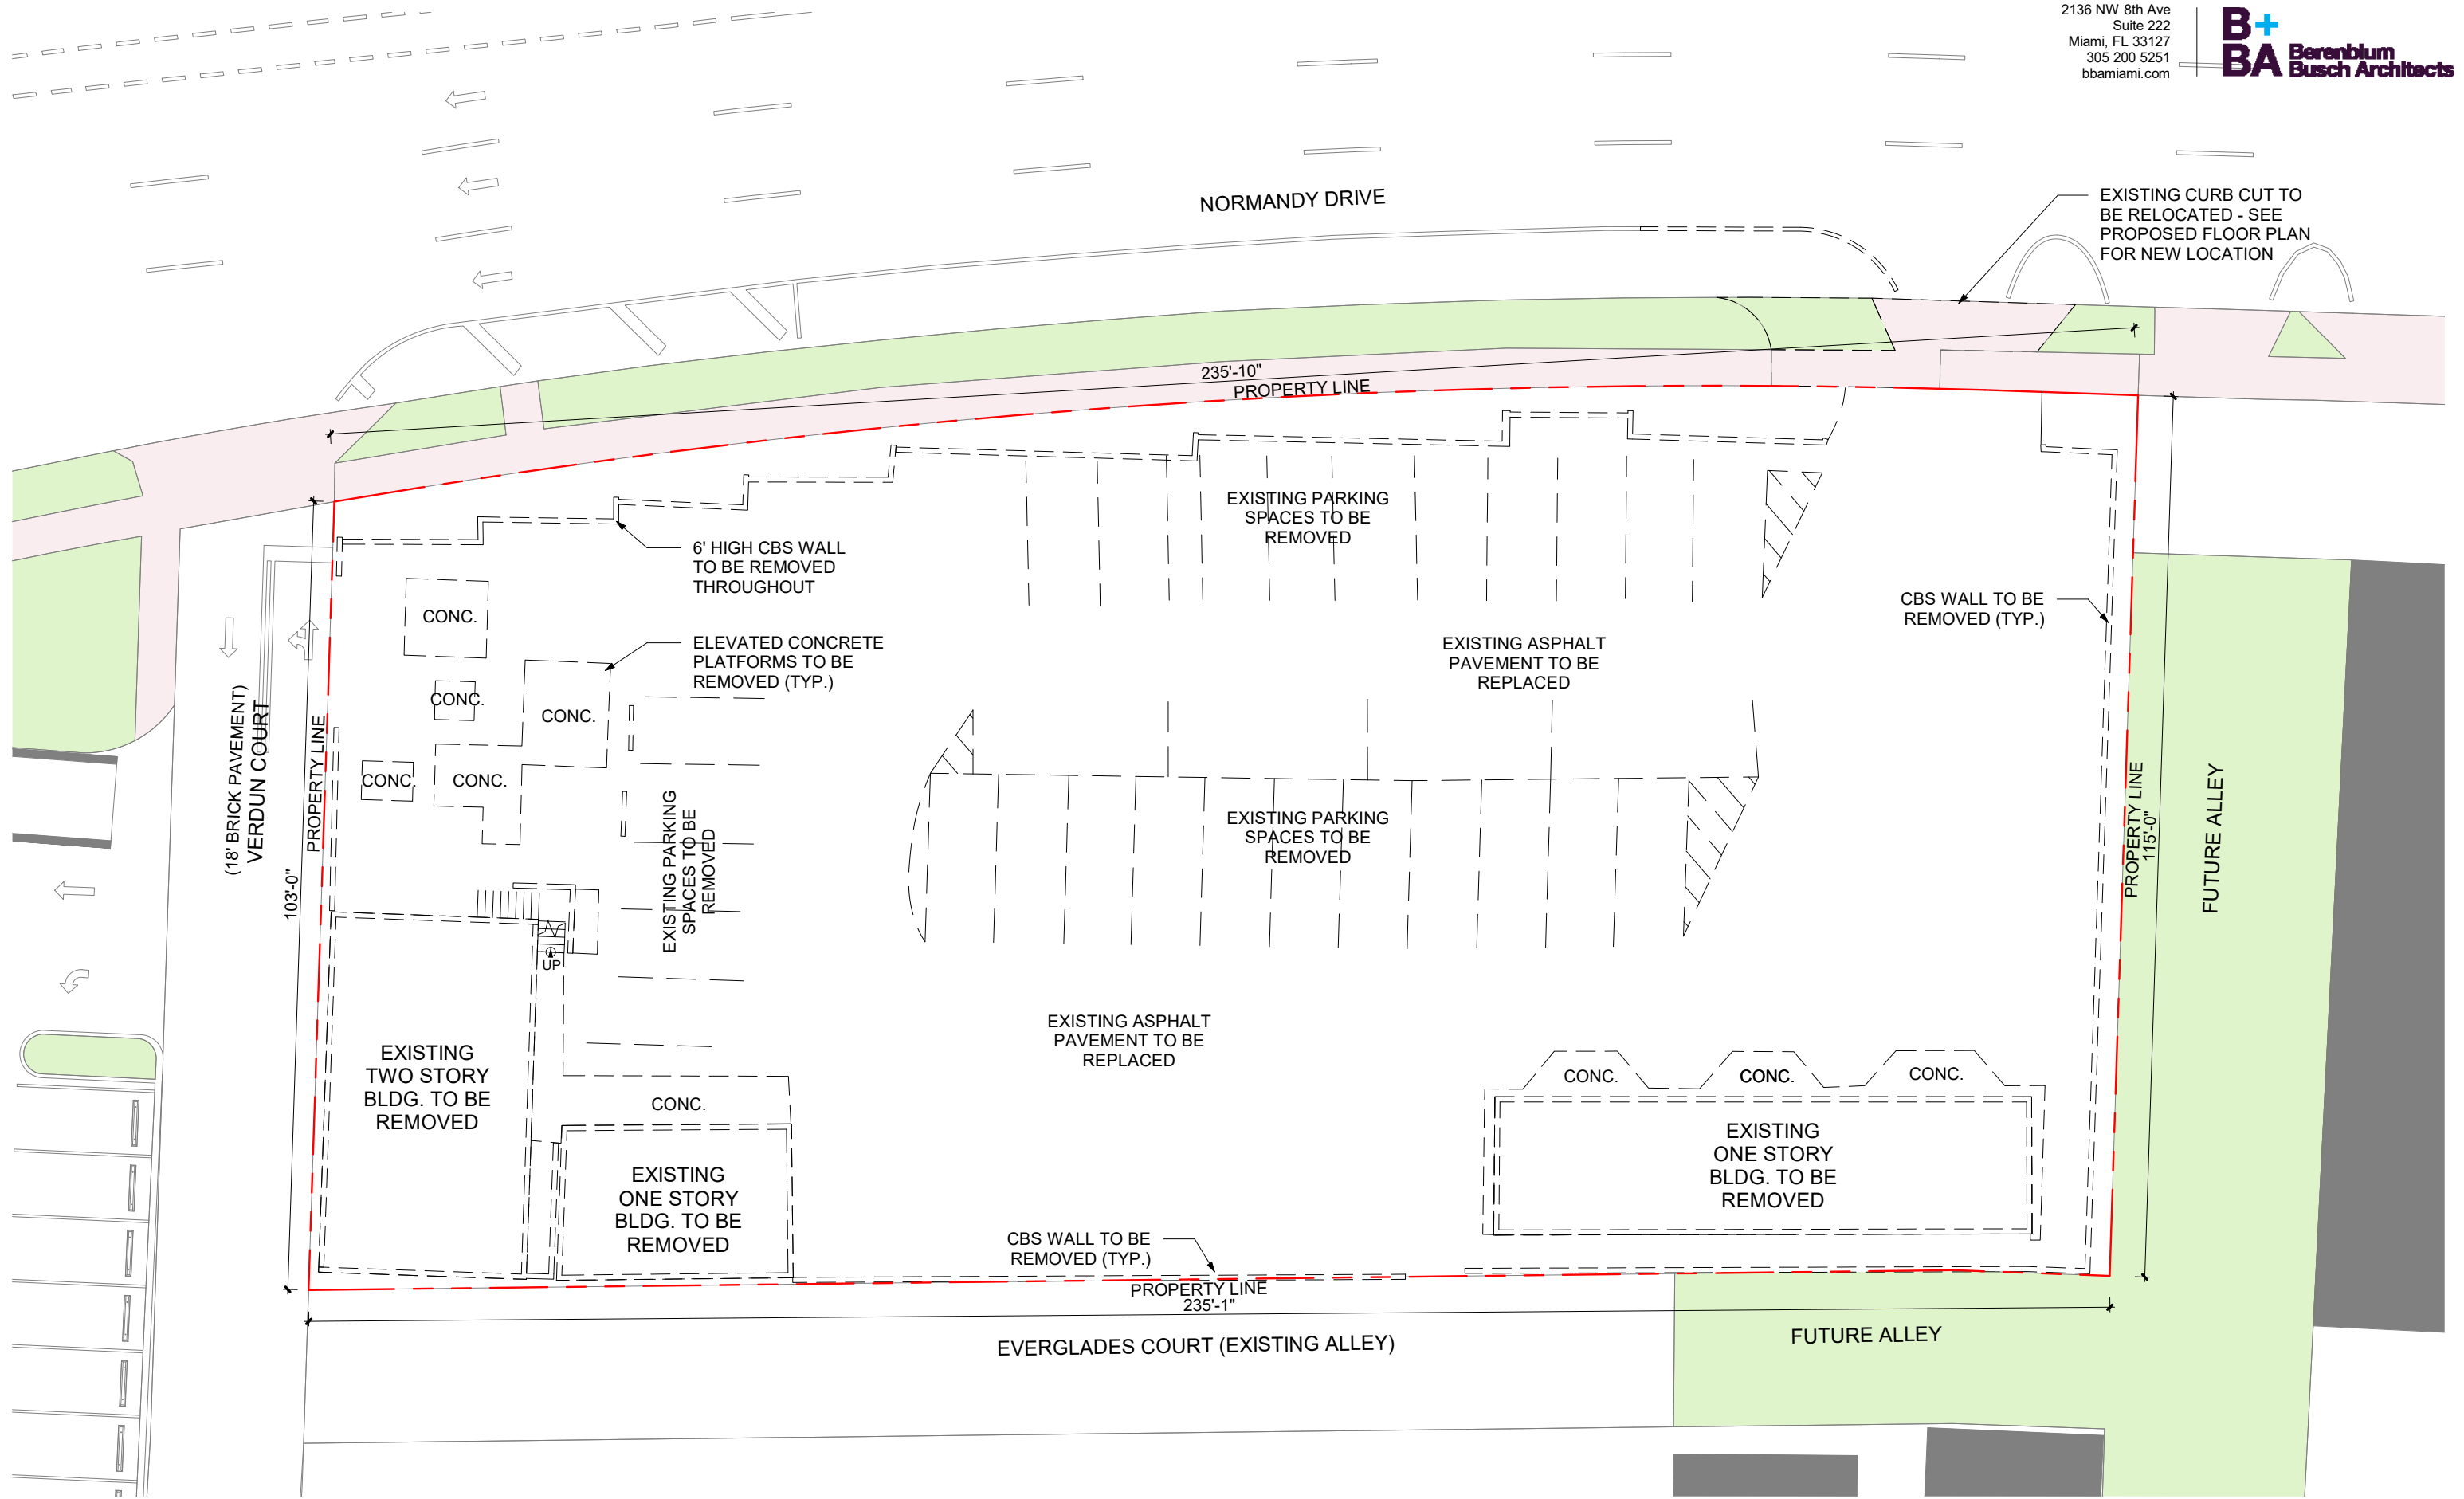 2136 NW 8th Ave
Suite 222
Miami, FL 33127
305 200 5251
bbamiami.com
B+
BA Berenblum
Busch Architects
NORMANDY DRIVE
EXISTING CURB CUT TO
BE RELOCATED - SEE
PROPOSED FLOOR PLAN
FOR NEW LOCATION
235'-10"
PROPERTY LINE
EXISTING PARKING
SPACES TO BE
REMOVED
6' HIGH CBS WALL
TO BE REMOVED
THROUGHOUT
CONC.
CBS WALL TO BE
REMOVED (TYP.)
ELEVATED CONCRETE
PLATFORMS TO BE
REMOVED (TYP.)
EXISTING ASPHALT
PAVEMENT TO BE
REPLACED
CONC.
CONC.
CONC.
CONC.
(18' BRICK PAVEMENT)
VERDUN COURT
PROPERTY LINE
103'-0"
EXISTING PARKING
SPACES TO BE
REMOVED
EXISTING PARKING
SPACES TO BE
REMOVED
PROPERTY LINE
115'-0"
FUTURE ALLEY
UP
EXISTING ASPHALT
PAVEMENT TO BE
REPLACED
EXISTING
TWO STORY
BLDG. TO BE
REMOVED
CONC.
CONC.
CONC.
CONC.
EXISTING
ONE STORY
BLDG. TO BE
REMOVED
EXISTING
ONE STORY
BLDG. TO BE
REMOVED
CBS WALL TO BE
REMOVED (TYP.)
PROPERTY LINE
235'-1"
EVERGLADES COURT (EXISTING ALLEY)
FUTURE ALLEY